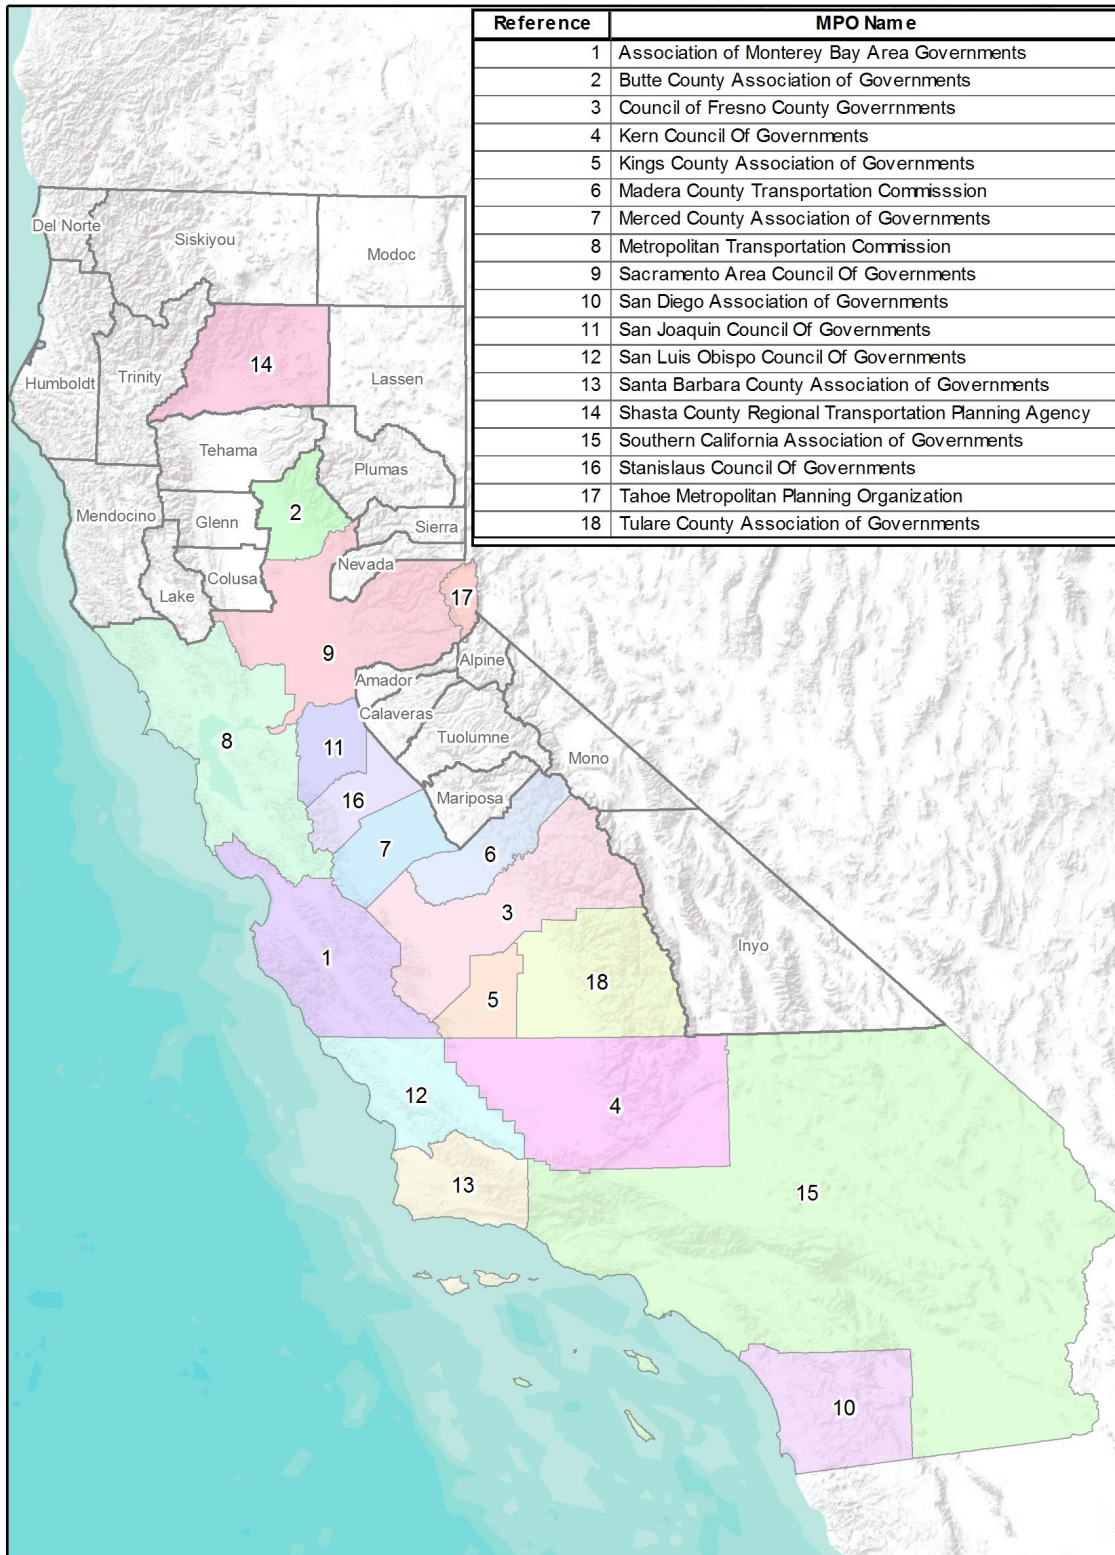 Reference MPO Name
1 Association of Monterey Bay Area Governments
2 Butte County Association of Governments
3 Council of Fresno County Goverrnments
4 Kern Council Of Governments
5 Kings County Association of Governments
6 Madera County Transportation Commisssion
7 Merced County Association of Governments
8 Metropolitan Transportation Commission
9 Sacramento Area Council Of Governments
10 San Diego Association of Governments
11 San Joaquin Council Of Governments
12 San Luis Obispo Council Of Governments
13 Santa Barbara County Association of Governments
14 Shasta County Regional Transportation Planning Agency
15 Southern California Association of Governments
16 Stanislaus Council Of Governments
17 Tahoe Metropolitan Planning Organization
18 Tulare County Association of Governments
Del Norte
Siskiyou
Modoc
14
Humboldt
Trinity
Lassen
Tehama
Plumas
2
Mendocino
Glenn
Sierra
Nevada
Colusa
Lake
17
9
Alpine
Amador
Calaveras
8
11
Tuolumne
Mono
16
Mariposa
7
6
3
1
Inyo
18
5
12
4
13
15
10